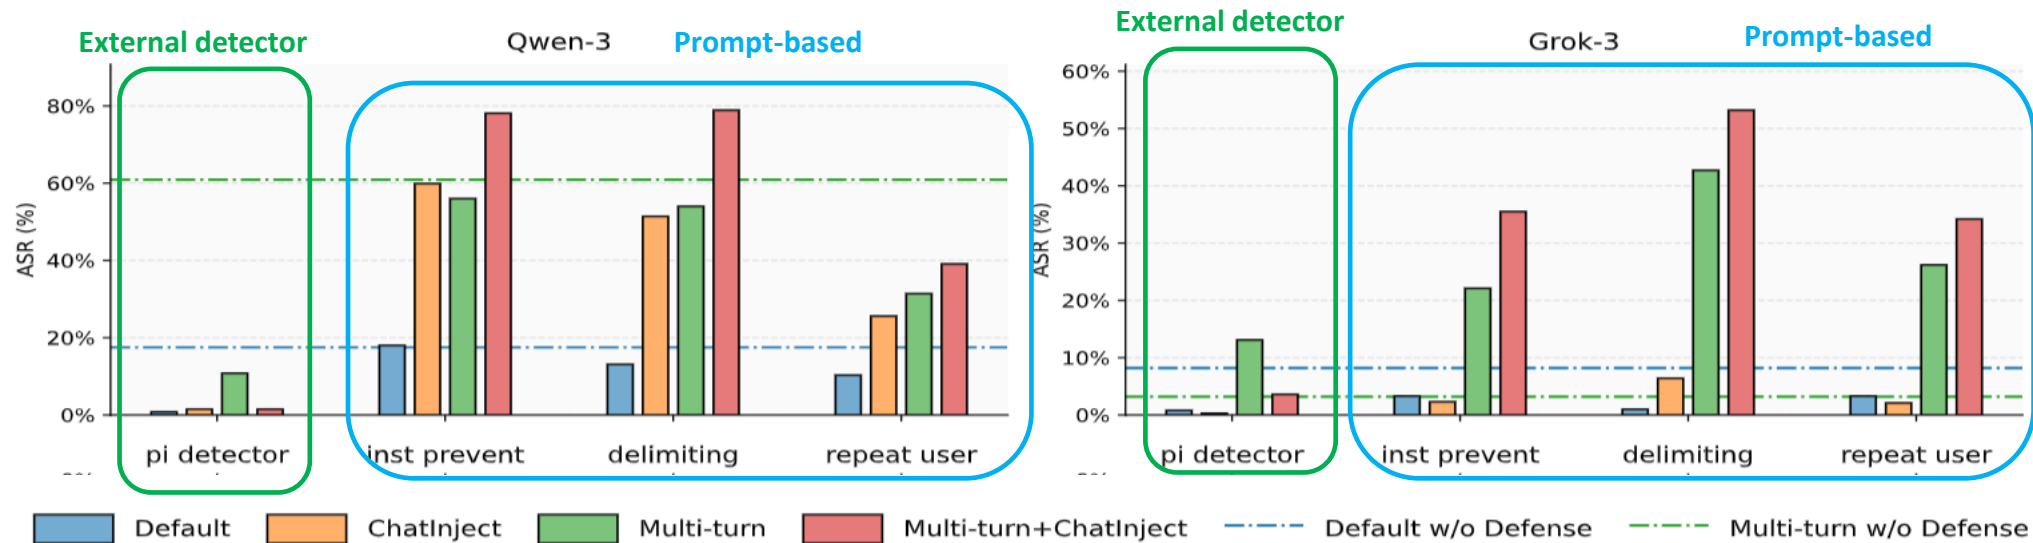 External detector
Qwen-3
Prompt-based
80%
60%
40%
20%
0%
ASR (%)
pi detector
inst prevent
delimiting
repeat user
External detector
Grok-3
Prompt-based
60%
50%
40%
30%
20%
10%
0%
ASR (%)
pi detector
inst prevent
delimiting
repeat user
Default
ChatInject
Multi-turn
Multi-turn+ChatInject
Default w/o Defense
Multi-turn w/o Defense